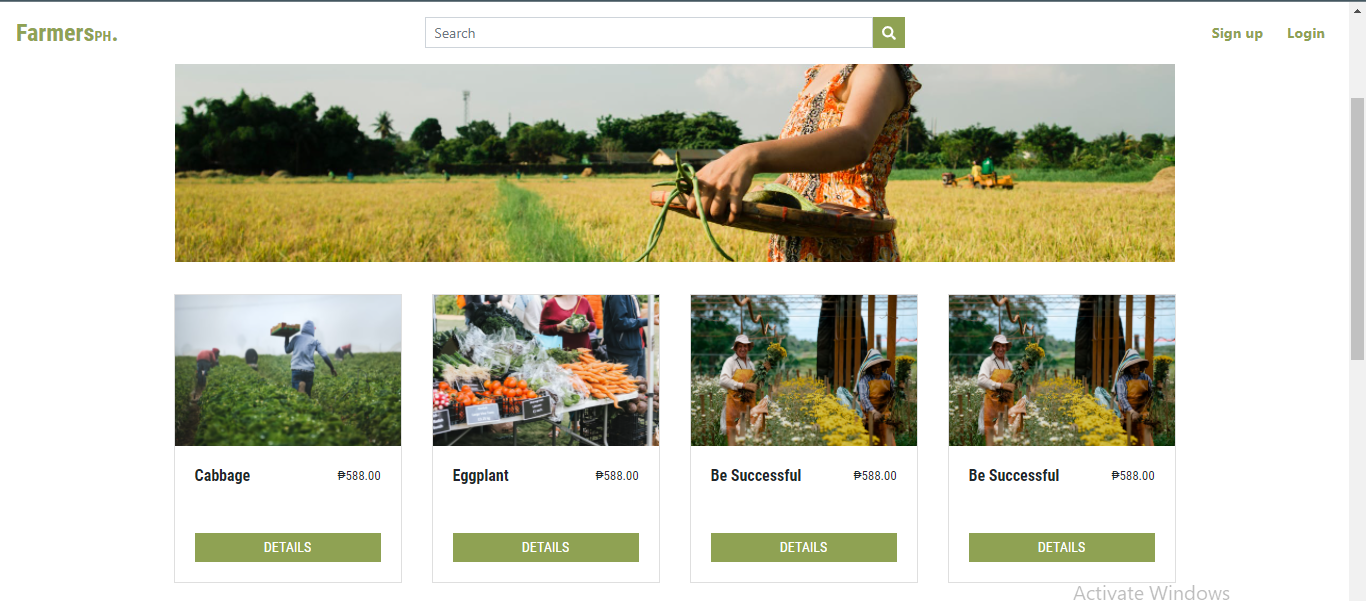 FarmersPH.
Search
Sign up
Login
Cabbage
₱588.00
Eggplant
₱588.00
Be Successful
₱588.00
Be Successful
₱588.00
DETAILS
DETAILS
DETAILS
DETAILS
Activate Windows